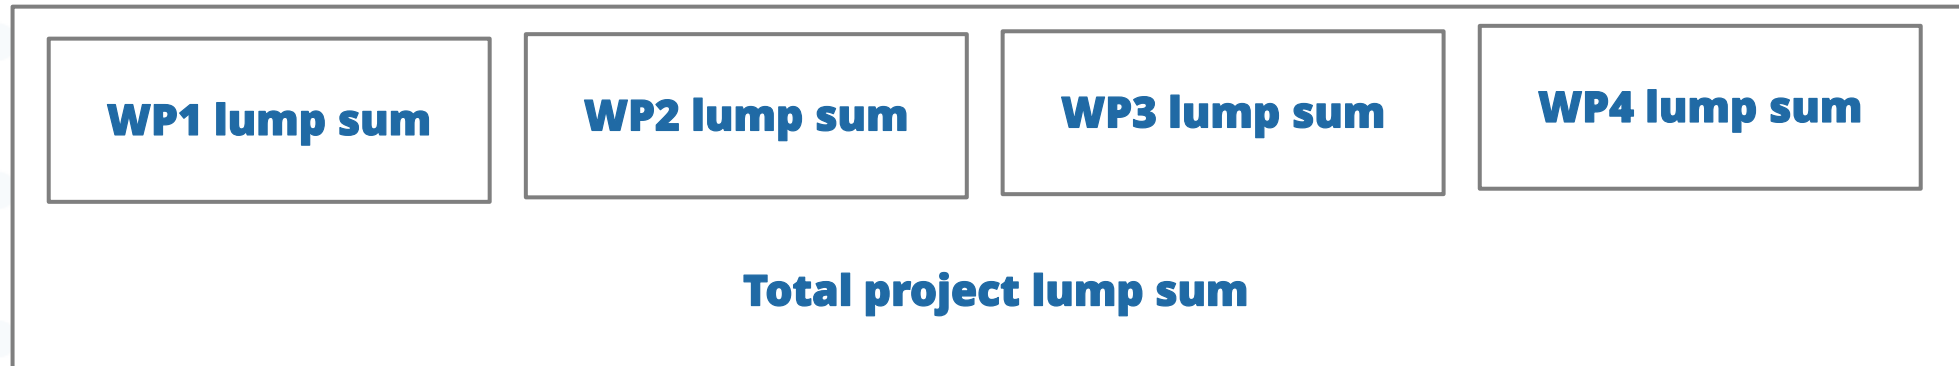 WP1 lump sum
WP2 lump sum
WP3 lump sum
WP4 lump sum
Total project lump sum